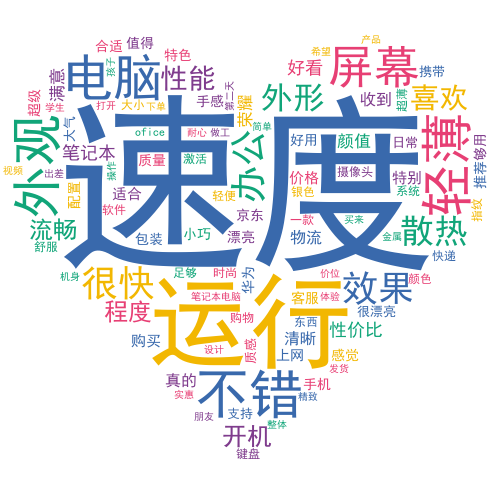 希望
产品
合适
值得
特色
好看
屏幕
携带
孩子
电脑
性能
满意
超级
学生
打开
大小
下单
手感
荣耀
第二天
外形
收到
超薄
喜欢
外观
大气
ofice
耐心
做工
简单
速度
办公
好用
颜值
日常
轻薄
推荐
够用
笔记本
质量
激活
视频
出差
操作
摄像头
配置
适合
轻便
价格
银色
特别
系统
指纹
软件
京东
一款
买来
流畅
舒服
包装
小巧
漂亮
物流
金属
散热
快递
机身
很快
足够
时尚
华为
价位
效果
颜色
程度
笔记本电脑
运行
客服
体验
很漂亮
购物
东西
购买
设计
质感
清晰
性价比
上网
感觉
发货
真的
不错
手机
实惠
精致
朋友
支持
开机
整体
键盘